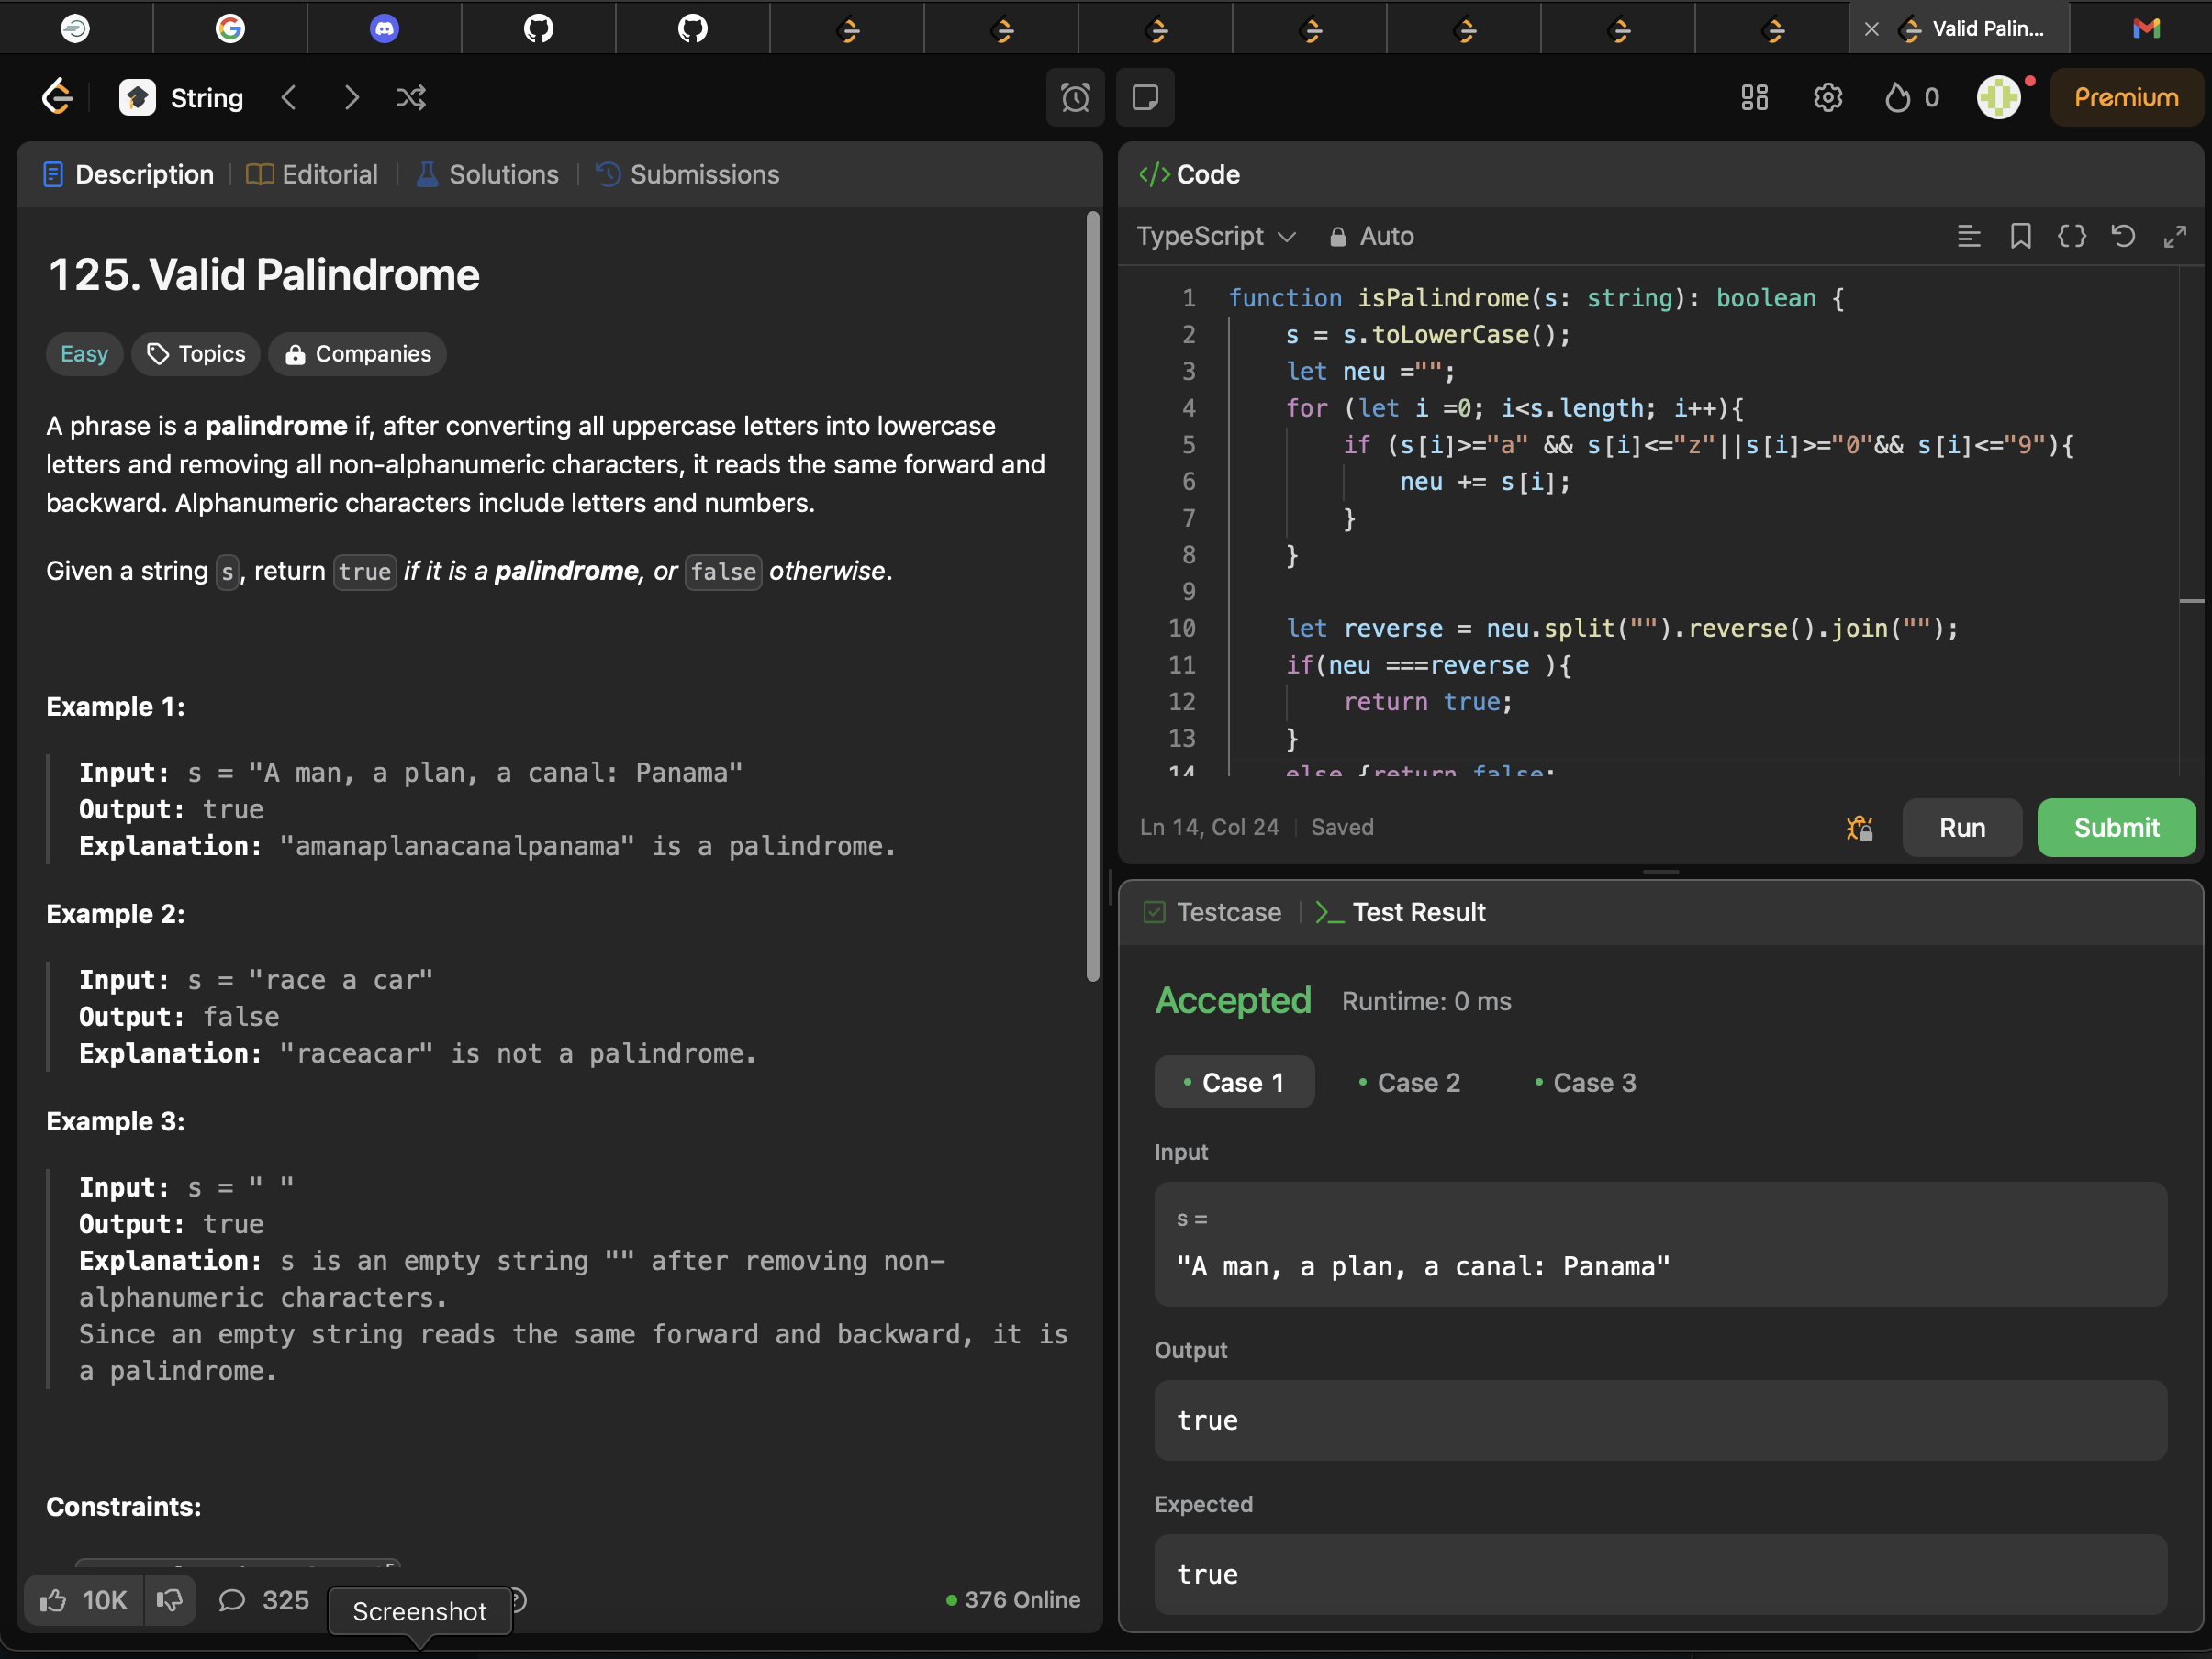 Valid Palin...
String
0
Premium
Description
Editorial
Solutions
Submissions
125. Valid Palindrome
Easy
Topics
Companies
A phrase is a palindrome if, after converting all uppercase letters into lowercase
letters and removing all non-alphanumeric characters, it reads the same forward and
backward. Alphanumeric characters include letters and numbers.
Given a string s, return true if it is a palindrome, or false otherwise.
Example 1:
Input: s = "A man, a plan, a canal: Panama"
Output: true
Explanation: "amanaplanacanalpanama" is a palindrome.
Example 2:
Input: s = "race a car"
Output: false
Explanation: "raceacar" is not a palindrome.
Example 3:
Input: s = " "
Output: true
Explanation: s is an empty string "" after removing non-
alphanumeric characters.
Since an empty string reads the same forward and backward, it is
a palindrome.
Constraints:
10K
325
Screenshot
376 Online
</> Code
TypeScript
Auto
1 function isPalindrome(s: string): boolean {
2 s = s.toLowerCase();
3 let neu ="";
4 for (let i =0; i<s.length; i++){
5 if (s[i]>="a" && s[i]<="z"||s[i]>="0"&& s[i]<="9"){
6 neu += s[i];
7 }
8 }
9
10 let reverse = neu.split("").reverse().join("");
11 if(neu ===reverse ){
12 return true;
13 }
14 else {return false;
Ln 14, Col 24
Saved
Run
Submit
Testcase
Test Result
Accepted
Runtime: 0 ms
Case 1
Case 2
Case 3
Input
s =
"A man, a plan, a canal: Panama"
Output
true
Expected
true